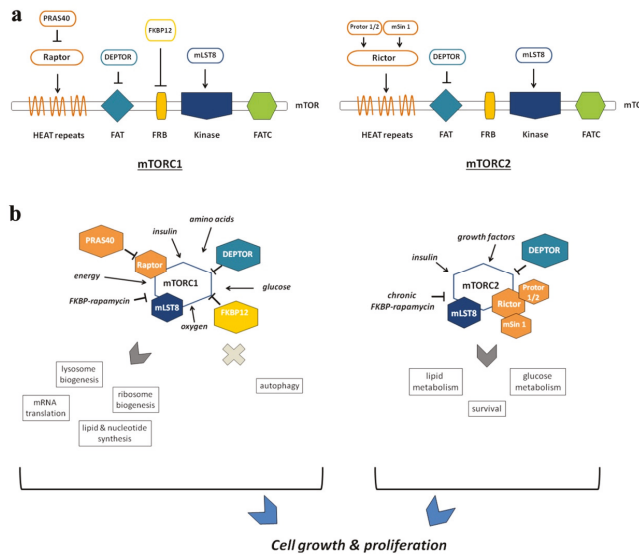 a
PRAS40
Raptor
DEPTOR
FKBP12
mLST8
mTOR
HEAT repeats
FAT
FRB
Kinase
FATC
mTORC1
Protor 1/2
mSin 1
Rictor
DEPTOR
mLST8
mTOR
HEAT repeats
FAT
FRB
Kinase
FATC
mTORC2
b
PRAS40
Raptor
insulin
amino acids
DEPTOR
energy
mTORC1
glucose
FKBP-rapamycin
mLST8
FKBP12
oxygen
lysosome
biogenesis
mRNA
translation
ribosome
biogenesis
lipid & nucleotide
synthesis
autophagy
growth factors
insulin
DEPTOR
mTORC2
chronic
FKBP-rapamycin
mLST8
Rictor
Protor
1/2
mSin 1
lipid
metabolism
glucose
metabolism
survival
Cell growth & proliferation